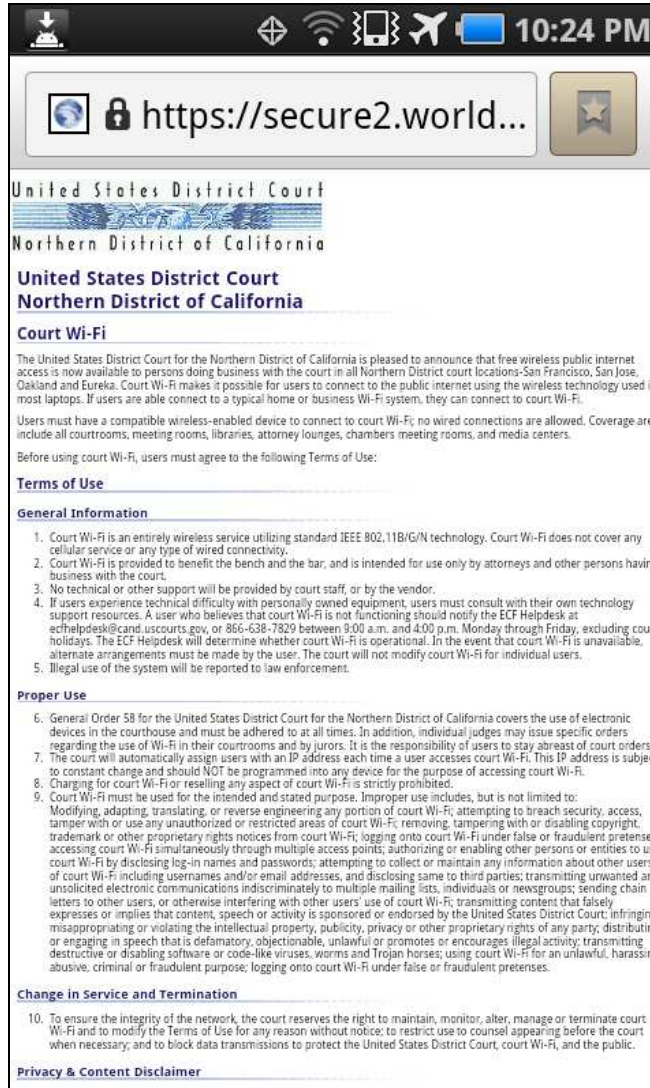 10:24 PM
https://secure2.world...
United States District Court
Northern District of California
United States District Court
Northern District of California
Court Wi-Fi
The United States District Court for the Northern District of California is pleased to announce that free wireless public internet
access is now available to persons doing business with the court in all Northern District court locations-San Francisco, San Jose,
Oakland and Eureka. Court Wi-Fi makes it possible for users to connect to the public internet using the wireless technology used i
most laptops. If users are able connect to a typical home or business Wi-Fi system, they can connect to court Wi-Fi.
Users must have a compatible wireless-enabled device to connect to court Wi-Fi; no wired connections are allowed. Coverage are
include all courtrooms, meeting rooms, libraries, attorney lounges, chambers meeting rooms, and media centers.
Before using court Wi-Fi, users must agree to the following Terms of Use:
Terms of Use
General Information
1. Court Wi-Fi is an entirely wireless service utilizing standard IEEE 802.11B/G/N technology. Court Wi-Fi does not cover any
cellular service or any type of wired connectivity.
2. Court Wi-Fi is provided to benefit the bench and the bar, and is intended for use only by attorneys and other persons havin
business with the court.
3. No technical or other support will be provided by court staff, or by the vendor.
4. If users experience technical difficulty with personally owned equipment, users must consult with their own technology
support resources. A user who believes that court Wi-Fi is not functioning should notify the ECF Helpdesk at
ecfhelpdesk@cand.uscourts.gov, or 866-638-7829 between 9:00 a.m. and 4:00 p.m. Monday through Friday, excluding cou
holidays. The ECF Helpdesk will determine whether court Wi-Fi is operational. In the event that court Wi-Fi is unavailable,
alternate arrangements must be made by the user. The court will not modify court Wi-Fi for individual users.
5. Illegal use of the system will be reported to law enforcement.
Proper Use
6. General Order 58 for the United States District Court for the Northern District of California covers the use of electronic
devices in the courthouse and must be adhered to at all times. In addition, individual judges may issue specific orders
regarding the use of Wi-Fi in their courtrooms and by jurors. It is the responsibility of users to stay abreast of court orders
7. The court will automatically assign users with an IP address each time a user accesses court Wi-Fi. This IP address is subje
to constant change and should NOT be programmed into any device for the purpose of accessing court Wi-Fi.
8. Charging for court Wi-Fi or reselling any aspect of court Wi-Fi is strictly prohibited.
9. Court Wi-Fi must be used for the intended and stated purpose. Improper use includes, but is not limited to:
Modifying, adapting, translating, or reverse engineering any portion of court Wi-Fi; attempting to breach security, access,
tamper with or use any unauthorized or restricted areas of court Wi-Fi; removing, tampering with or disabling copyright,
trademark or other proprietary rights notices from court Wi-Fi; logging onto court Wi-Fi under false or fraudulent pretense
accessing court Wi-Fi simultaneously through multiple access points; authorizing or enabling other persons or entities to u
court Wi-Fi by disclosing log-in names and passwords; attempting to collect or maintain any information about other users
of court Wi-Fi including usernames and/or email addresses, and disclosing same to third parties; transmitting unwanted an
unsolicited electronic communications indiscriminately to multiple mailing lists, individuals or newsgroups; sending chain
letters to other users, or otherwise interfering with other users' use of court Wi-Fi; transmitting content that falsely
expresses or implies that content, speech or activity is sponsored or endorsed by the United States District Court; infringin
misappropriating or violating the intellectual property, publicity, privacy or other proprietary rights of any party; distributin
or engaging in speech that is defamatory, objectionable, unlawful or promotes or encourages illegal activity; transmitting
destructive or disabling software or code-like viruses, worms and Trojan horses; using court Wi-Fi for an unlawful, harassin
abusive, criminal or fraudulent purpose; logging onto court Wi-Fi under false or fraudulent pretenses.
Change in Service and Termination
10. To ensure the integrity of the network, the court reserves the right to maintain, monitor, alter, manage or terminate court
Wi-Fi and to modify the Terms of Use for any reason without notice; to restrict use to counsel appearing before the court
when necessary; and to block data transmissions to protect the United States District Court, court Wi-Fi, and the public.
Privacy & Content Disclaimer